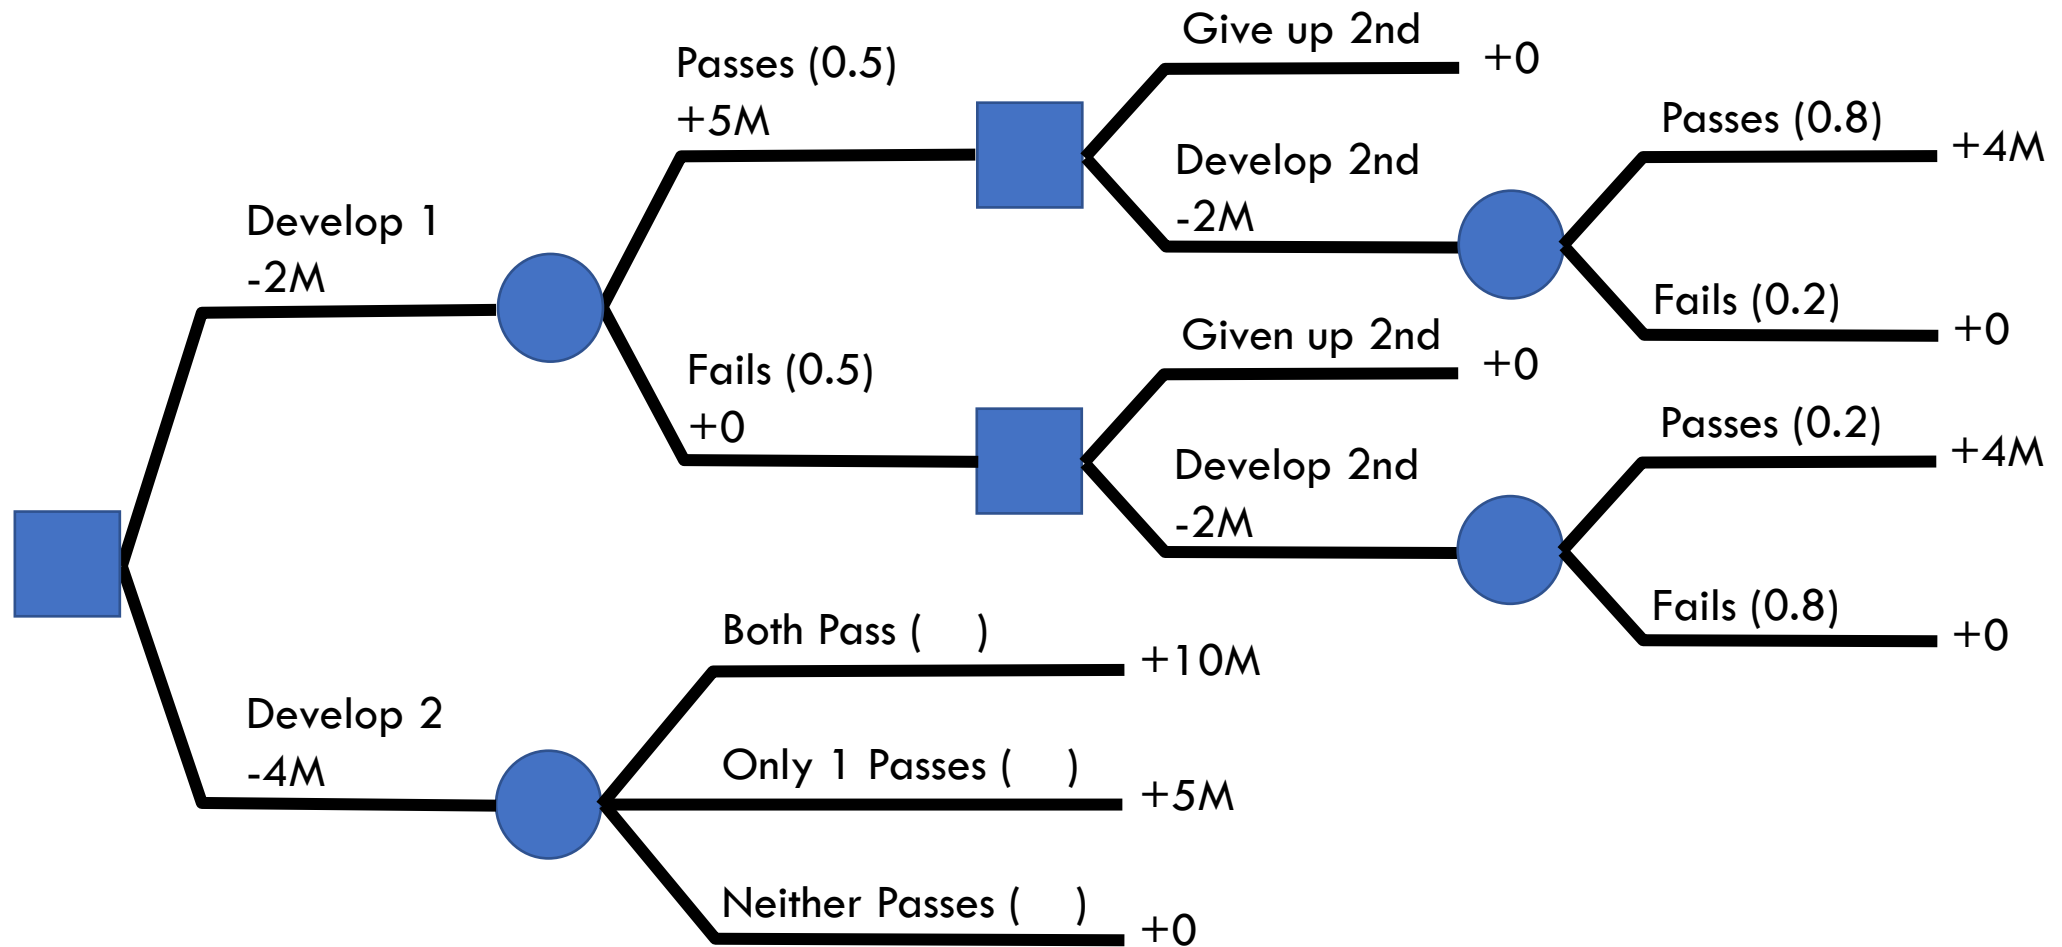 Give up 2nd
+0
Passes (0.5)
+5M
Passes (0.8)
+4M
Develop 2nd
-2M
Develop 1
-2M
Fails (0.2)
+0
Given up 2nd
+0
Fails (0.5)
+0
Passes (0.2)
+4M
Develop 2nd
-2M
Fails (0.8)
+0
Both Pass (    )
+10M
Develop 2
-4M
Only 1 Passes (    )
+5M
Neither Passes (    )
+0